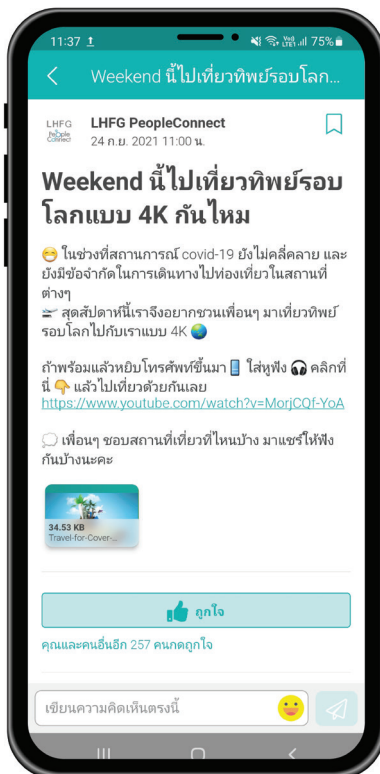 11:37
75%
Weekend นี้ไปเที่ยวทิพย์รอบโลก...
LHFG
People
Connect
LHFG PeopleConnect
24 ก.ย. 2021 11:00 น.
Weekend นี้ไปเที่ยวทิพย์รอบ
โลกแบบ 4K กันไหม
😁 ในช่วงที่สถานการณ์ covid-19 ยังไม่คลี่คลาย และ
ยังมีข้อจำกัดในการเดินทางไปท่องเที่ยวในสถานที่
ต่างๆ
🛫 สุดสัปดาห์นี้เราจึงอยากชวนเพื่อนๆ มาเที่ยวทิพย์
รอบโลกไปกับเราแบบ 4K 🌏
ถ้าพร้อมแล้วหยิบโทรศัพท์ขึ้นมา 📱 ใส่หูฟัง 🎧 คลิกที่
นี่ 👇 แล้วไปเที่ยวด้วยกันเลย
https://www.youtube.com/watch?v=MorjCQf-YoA
💭 เพื่อนๆ ชอบสถานที่เที่ยวที่ไหนบ้าง มาแชร์ให้ฟัง
กันบ้างนะคะ
34.53 KB
Travel-for-Cover-...
ถูกใจ
คุณและคนอื่นอีก 257 คนกดถูกใจ
เขียนความคิดเห็นตรงนี้